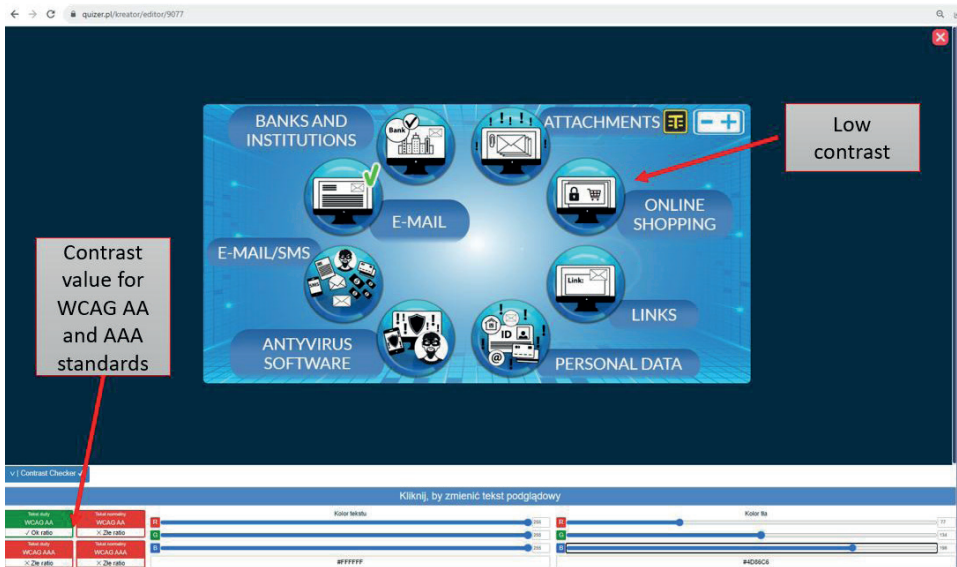 quizer.pl/kreator/editor/9077
BANKS AND
INSTITUTIONS
Bank
ATTACHMENTS
Low
contrast
E-MAIL
ONLINE
SHOPPING
E-MAIL/SMS
SMS
Contrast
value for
WCAG AA
and AAA
standards
Link:
LINKS
ANTYVIRUS
SOFTWARE
ID
@
PERSONAL DATA
v | Contrast Checker
Kliknij, by zmienić tekst podglądowy
Tekst duży
WCAG AA
✓ Ok ratio
Tekst normalny
WCAG AA
× Złe ratio
Tekst duży
WCAG AAA
× Złe ratio
Tekst normalny
WCAG AAA
× Złe ratio
Kolor tekstu
R 255
G 255
B 255
#FFFFFF
Kolor tła
R 77
G 134
B 198
#4D86C6